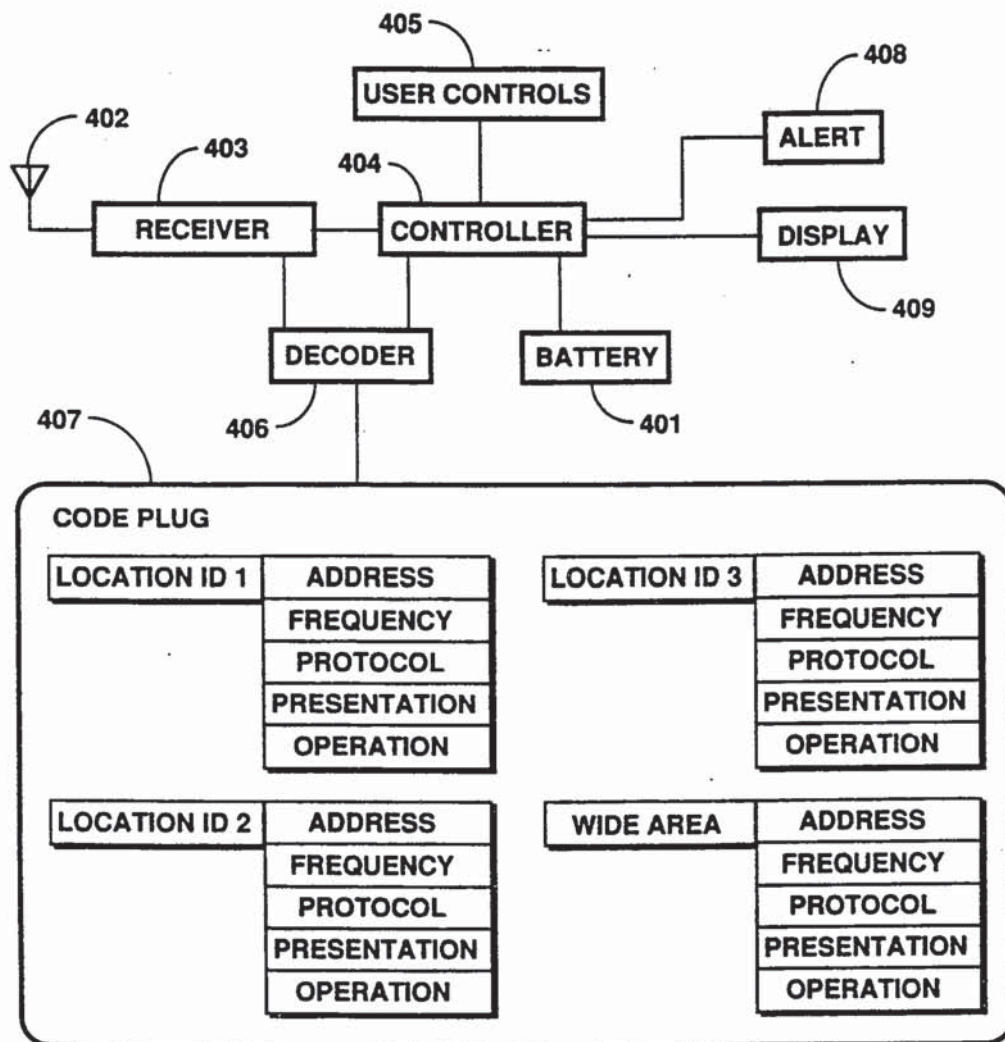 405
USER CONTROLS
408
ALERT
402
403
404
RECEIVER
CONTROLLER
DISPLAY
409
DECODER
BATTERY
407
406
401
CODE PLUG
LOCATION ID 1
ADDRESS
FREQUENCY
PROTOCOL
PRESENTATION
OPERATION
LOCATION ID 3
ADDRESS
FREQUENCY
PROTOCOL
PRESENTATION
OPERATION
LOCATION ID 2
ADDRESS
FREQUENCY
PROTOCOL
PRESENTATION
OPERATION
WIDE AREA
ADDRESS
FREQUENCY
PROTOCOL
PRESENTATION
OPERATION